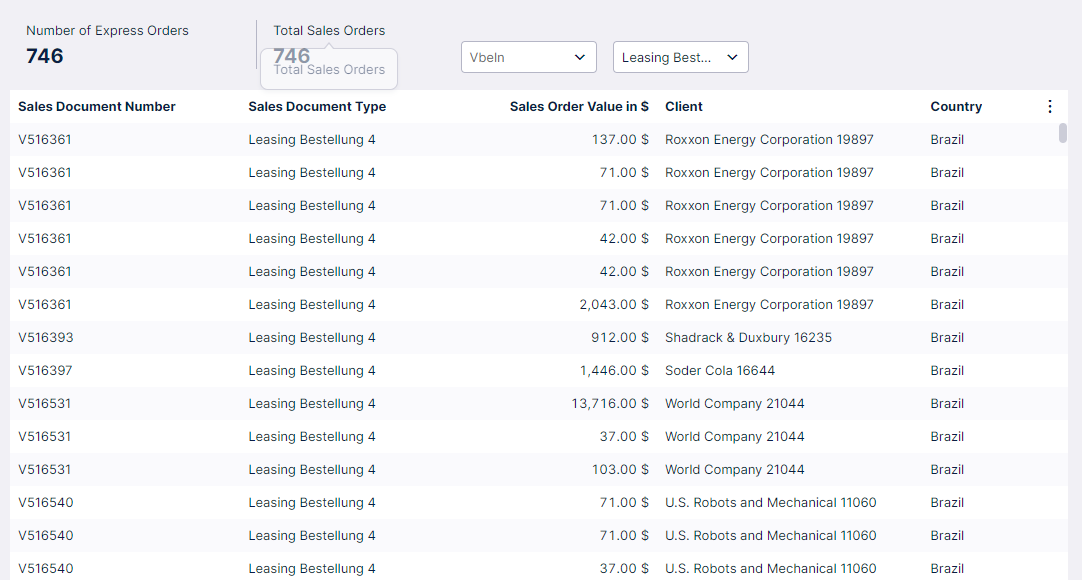 Number of Express Orders
746
Total Sales Orders
746
Total Sales Orders
Vbeln
Leasing Best...
Sales Document Number Sales Document Type Sales Order Value in $ Client Country
V516361 Leasing Bestellung 4 137.00 $ Roxxon Energy Corporation 19897 Brazil
V516361 Leasing Bestellung 4 71.00 $ Roxxon Energy Corporation 19897 Brazil
V516361 Leasing Bestellung 4 71.00 $ Roxxon Energy Corporation 19897 Brazil
V516361 Leasing Bestellung 4 42.00 $ Roxxon Energy Corporation 19897 Brazil
V516361 Leasing Bestellung 4 42.00 $ Roxxon Energy Corporation 19897 Brazil
V516361 Leasing Bestellung 4 2,043.00 $ Roxxon Energy Corporation 19897 Brazil
V516393 Leasing Bestellung 4 912.00 $ Shadrack & Duxbury 16235 Brazil
V516397 Leasing Bestellung 4 1,446.00 $ Soder Cola 16644 Brazil
V516531 Leasing Bestellung 4 13,716.00 $ World Company 21044 Brazil
V516531 Leasing Bestellung 4 37.00 $ World Company 21044 Brazil
V516531 Leasing Bestellung 4 103.00 $ World Company 21044 Brazil
V516540 Leasing Bestellung 4 71.00 $ U.S. Robots and Mechanical 11060 Brazil
V516540 Leasing Bestellung 4 71.00 $ U.S. Robots and Mechanical 11060 Brazil
V516540 Leasing Bestellung 4 37.00 $ U.S. Robots and Mechanical 11060 Brazil